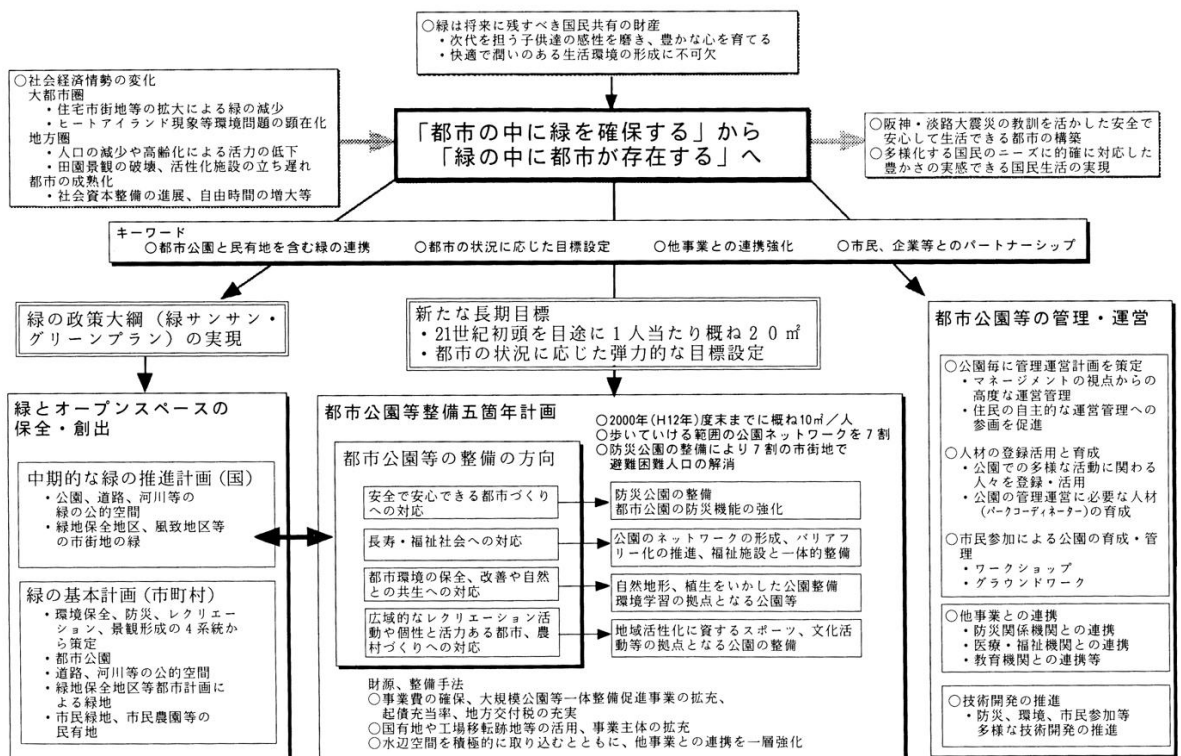 ○緑は将来に残すべき国民共有の財産
・次代を担う子供達の感性を磨き、豊かな心を育てる
・快適で潤いのある生活環境の形成に不可欠
○社会経済情勢の変化
大都市圏
・住宅市街地等の拡大による緑の減少
・ヒートアイランド現象等環境問題の顕在化
地方圏
・人口の減少や高齢化による活力の低下
・田園景観の破壊、活性化施設の立ち遅れ
都市の成熟化
・社会資本整備の進展、自由時間の増大等
「都市の中に緑を確保する」から
「緑の中に都市が存在する」へ
○阪神・淡路大震災の教訓を活かした安全で
安心して生活できる都市の構築
○多様化する国民のニーズに的確に対応した
豊かさの実感できる国民生活の実現
キーワード
○都市公園と民有地を含む緑の連携 ○都市の状況に応じた目標設定 ○他事業との連携強化 ○市民、企業等とのパートナーシップ
緑の政策大綱（緑サンサン・
グリーンプラン）の実現
新たな長期目標
・21世紀初頭を目途に1人当たり概ね20㎡
・都市の状況に応じた弾力的な目標設定
緑とオープンスペースの
保全・創出
中期的な緑の推進計画（国）
・公園、道路、河川等の
緑の公的空間
・緑地保全地区、風致地区等
の市街地の緑
緑の基本計画（市町村）
・環境保全、防災、レクリエー
ション、景観形成の4系統か
ら策定
・都市公園
・道路、河川等の公的空間
・緑地保全地区等都市計画に
よる緑地
・市民緑地、市民農園等の
民有地
都市公園等整備五箇年計画
○2000年(H12年)度末までに概ね10㎡／人
○歩いていける範囲の公園ネットワークを7割
○防災公園の整備により7割の市街地で
避難困難人口の解消
都市公園等の整備の方向
安全で安心できる都市づくり
への対応
防災公園の整備
都市公園の防災機能の強化
長寿・福祉社会への対応
公園のネットワークの形成、バリアフ
リー化の推進、福祉施設と一体的整備
都市環境の保全、改善や自然
との共生への対応
自然地形、植生をいかした公園整備
環境学習の拠点となる公園等
広域的なレクリエーション活
動や個性と活力ある都市、農
村づくりへの対応
地域活性化に資するスポーツ、文化活
動等の拠点となる公園の整備
財源、整備手法
○事業費の確保、大規模公園等一体整備促進事業の拡充、
起債充当率、地方交付税の充実
○国有地や工場移転跡地等の活用、事業主体の拡充
○水辺空間を積極的に取り込むとともに、他事業との連携を一層強化
都市公園等の管理・運営
○公園毎に管理運営計画を策定
・マネージメントの視点からの
高度な運営管理
・住民の自主的な運営管理への
参画を促進
○人材の登録活用と育成
・公園での多様な活動に関わる
人々を登録・活用
・公園の管理運営に必要な人材
(パークコーディネーター)の育成
○市民参加による公園の育成・管
理
・ワークショップ
・グラウンドワーク
○他事業との連携
・防災関係機関との連携
・医療・福祉機関との連携
・教育機関との連携等
○技術開発の推進
・防災、環境、市民参加等
多様な技術開発の推進